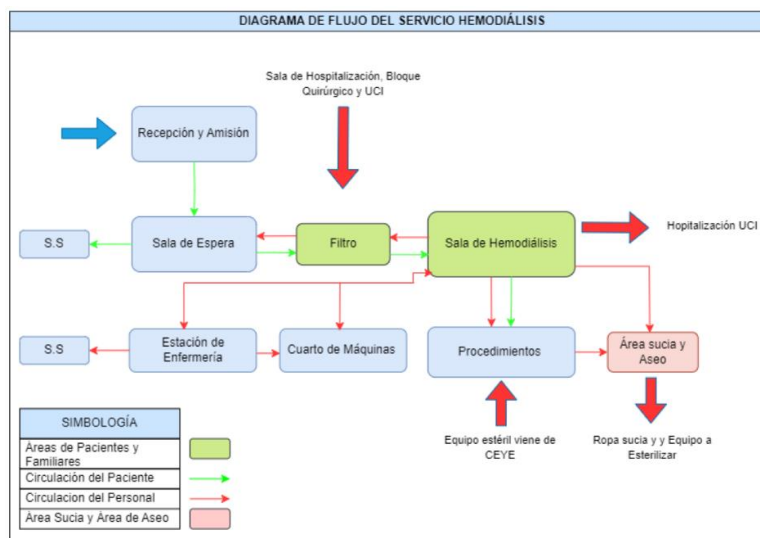 DIAGRAMA DE FLUJO DEL SERVICIO HEMODIÁLISIS
Sala de Hospitalización, Bloque
Quirúrgico y UCI
Recepción y Amisión
S.S
Sala de Espera
Filtro
Sala de Hemodiálisis
Hopitalización UCI
S.S
Estación de
Enfermería
Cuarto de Máquinas
Procedimientos
Área sucia y
Aseo
Equipo estéril viene de
CEYE
Ropa sucia y y Equipo a
Esterilizar
SIMBOLOGÍA
Áreas de Pacientes y
Familiares
Circulación del Paciente
Circulacion del Personal
Área Sucia y Área de Aseo